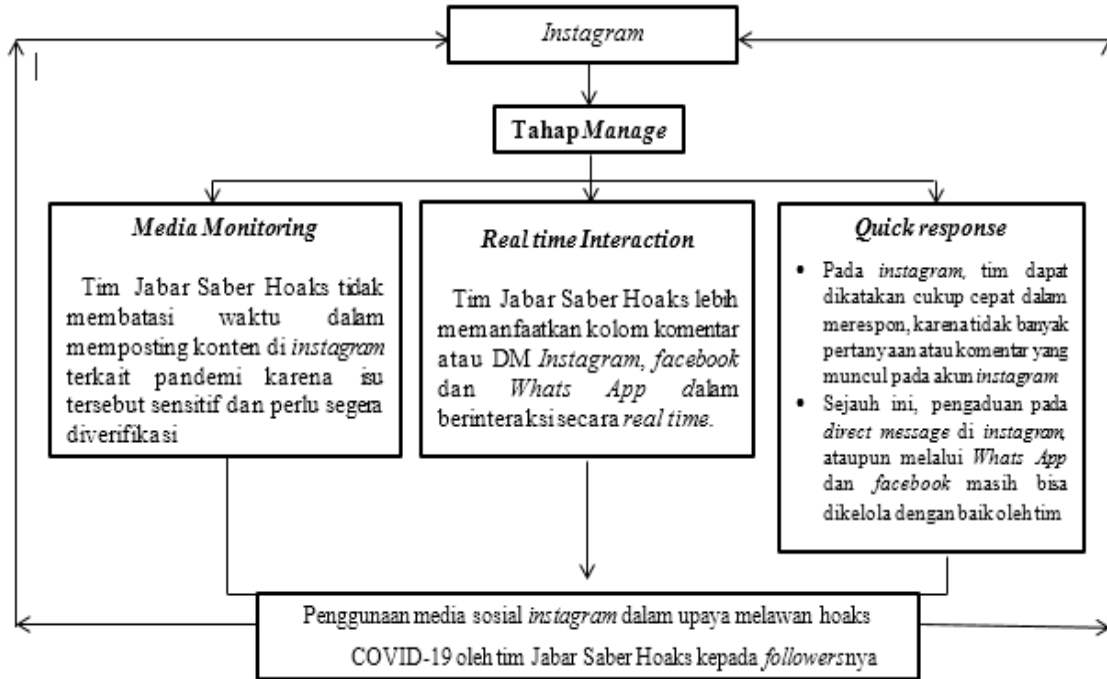 Instagram
Tahap Manage
Media Monitoring
Tim Jabar Saber Hoaks tidak
membatasi waktu dalam
memposting konten di instagram
terkait pandemi karena isu
tersebut sensitif dan perlu segera
diverifikasi
Real time Interaction
Tim Jabar Saber Hoaks lebih
memanfaatkan kolom komentar
atau DM Instagram, facebook
dan Whats App dalam
berinteraksi secara real time.
Quick response
• Pada instagram, tim dapat
dikatakan cukup cepat dalam
merespon, karena tidak banyak
pertanyaan atau komentar yang
muncul pada akun instagram
• Sejauh ini, pengaduan pada
direct message di instagram,
ataupun melalui Whats App
dan facebook masih bisa
dikelola dengan baik oleh tim
Penggunaan media sosial instagram dalam upaya melawan hoaks
COVID-19 oleh tim Jabar Saber Hoaks kepada followersnya